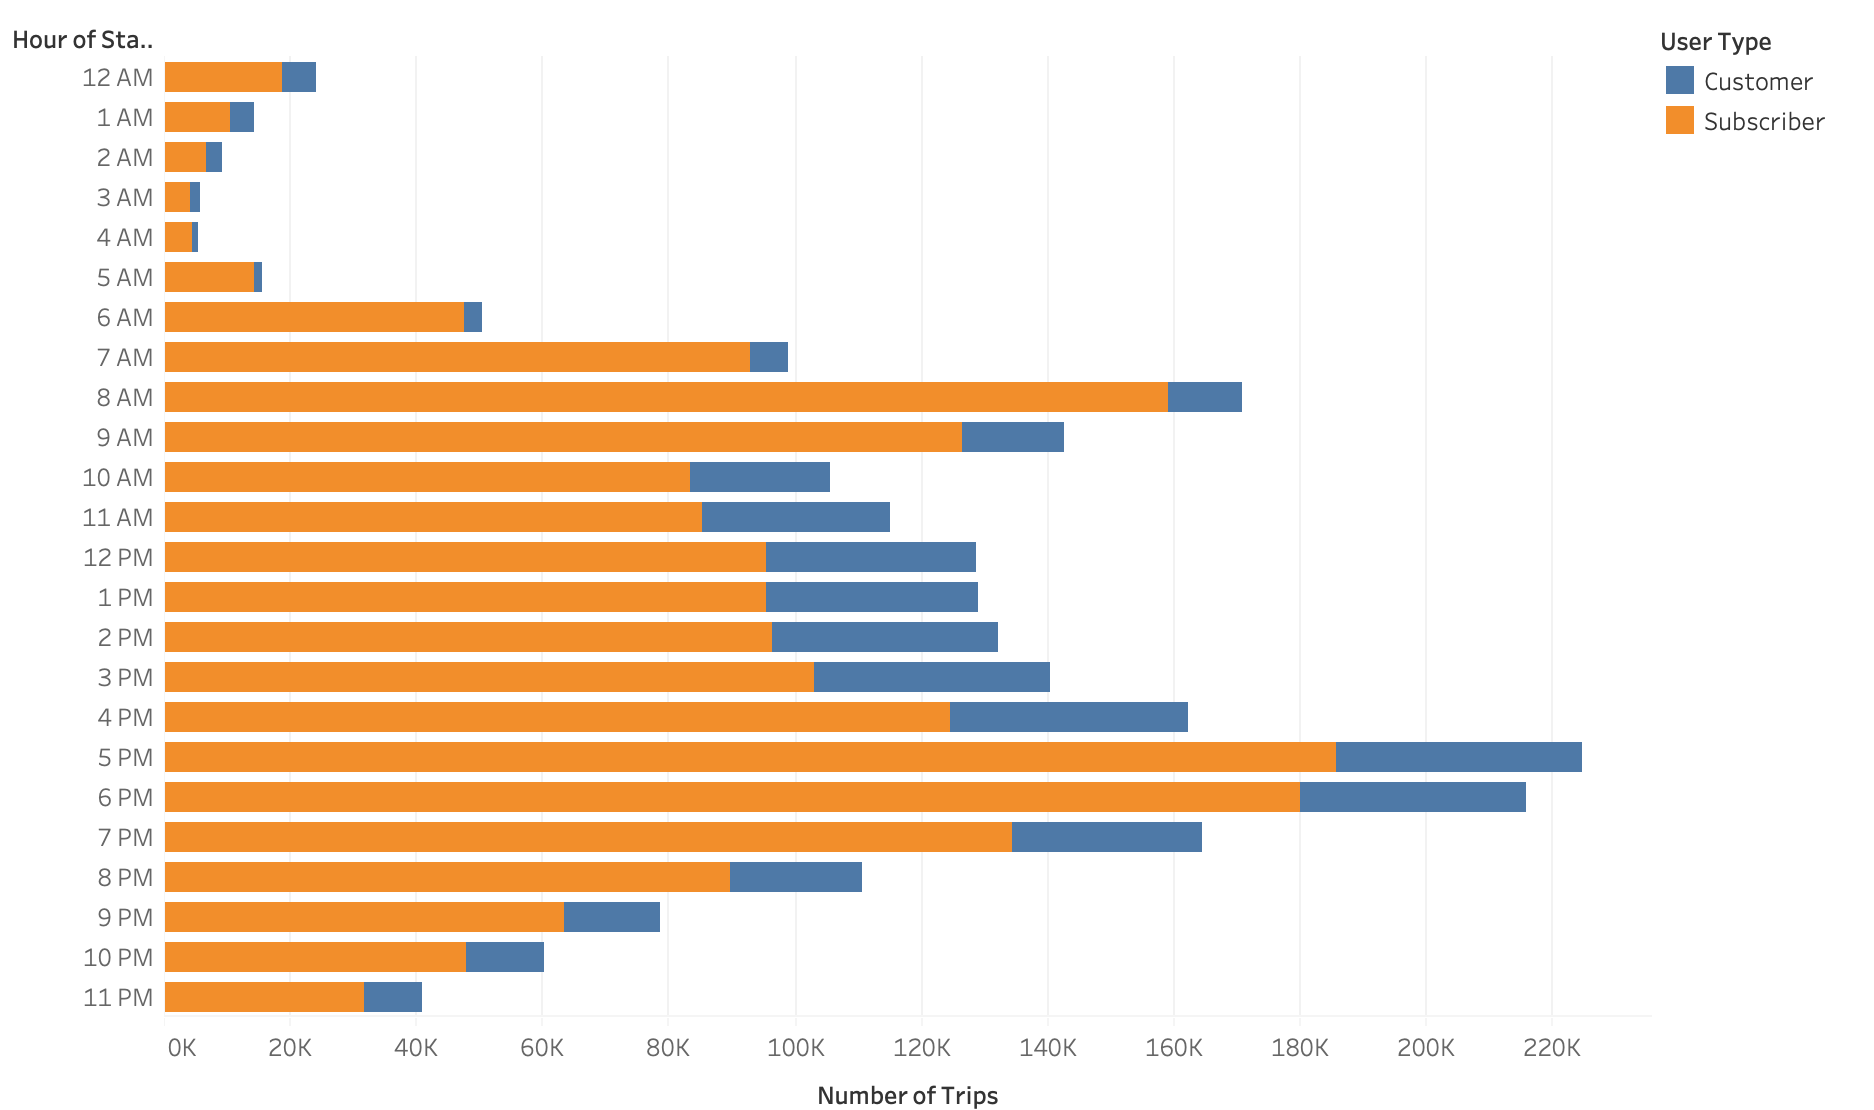 Hour of Sta..
12 AM
1 AM
2 AM
3 AM
4 AM
5 AM
6 AM
7 AM
8 AM
9 AM
10 AM
11 AM
12 PM
1 PM
2 PM
3 PM
4 PM
5 PM
6 PM
7 PM
8 PM
9 PM
10 PM
11 PM
0K 20K 40K 60K 80K 100K 120K 140K 160K 180K 200K 220K
Number of Trips
User Type
Customer
Subscriber